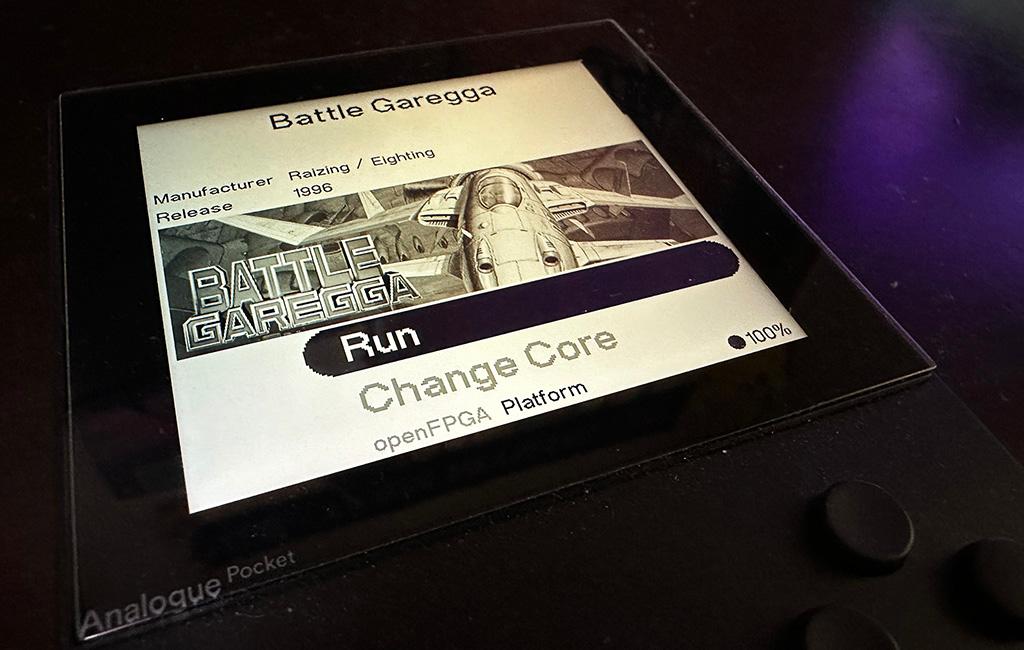 Battle Garegga
Manufacturer Raizing / Eighting
Release 1996
BATTLE
GAREGGA
Run
Change Core
100%
openFPGA Platform
Analogue Pocket